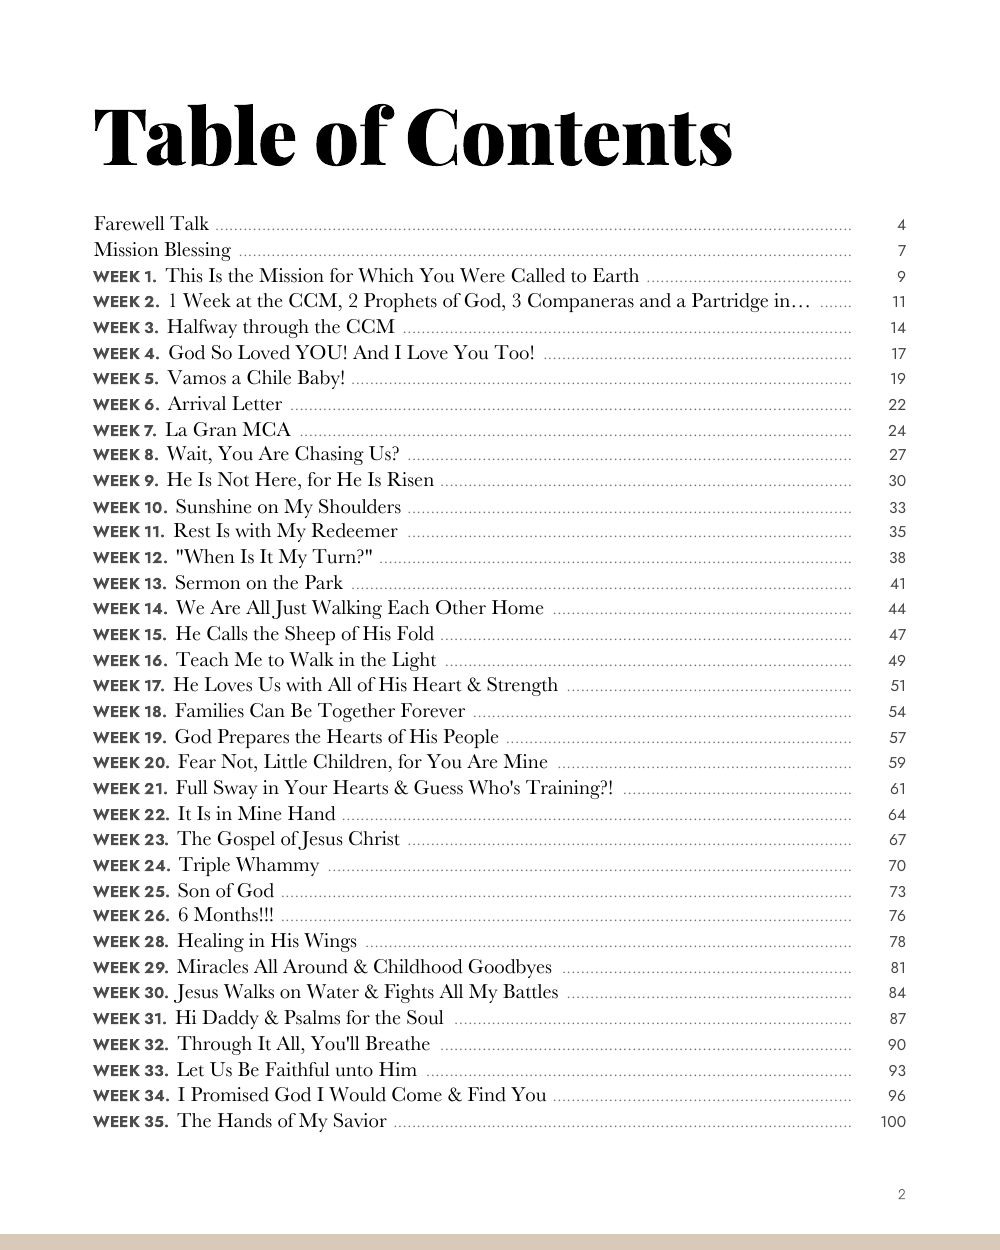 Table of Contents
Farewell Talk 4
Mission Blessing 7
WEEK 1. This Is the Mission for Which You Were Called to Earth 9
WEEK 2. 1 Week at the CCM, 2 Prophets of God, 3 Companeras and a Partridge in… 11
WEEK 3. Halfway through the CCM 14
WEEK 4. God So Loved YOU! And I Love You Too! 17
WEEK 5. Vamos a Chile Baby! 19
WEEK 6. Arrival Letter 22
WEEK 7. La Gran MCA 24
WEEK 8. Wait, You Are Chasing Us? 27
WEEK 9. He Is Not Here, for He Is Risen 30
WEEK 10. Sunshine on My Shoulders 33
WEEK 11. Rest Is with My Redeemer 35
WEEK 12. "When Is It My Turn?" 38
WEEK 13. Sermon on the Park 41
WEEK 14. We Are All Just Walking Each Other Home 44
WEEK 15. He Calls the Sheep of His Fold 47
WEEK 16. Teach Me to Walk in the Light 49
WEEK 17. He Loves Us with All of His Heart & Strength 51
WEEK 18. Families Can Be Together Forever 54
WEEK 19. God Prepares the Hearts of His People 57
WEEK 20. Fear Not, Little Children, for You Are Mine 59
WEEK 21. Full Sway in Your Hearts & Guess Who's Training?! 61
WEEK 22. It Is in Mine Hand 64
WEEK 23. The Gospel of Jesus Christ 67
WEEK 24. Triple Whammy 70
WEEK 25. Son of God 73
WEEK 26. 6 Months!!! 76
WEEK 28. Healing in His Wings 78
WEEK 29. Miracles All Around & Childhood Goodbyes 81
WEEK 30. Jesus Walks on Water & Fights All My Battles 84
WEEK 31. Hi Daddy & Psalms for the Soul 87
WEEK 32. Through It All, You'll Breathe 90
WEEK 33. Let Us Be Faithful unto Him 93
WEEK 34. I Promised God I Would Come & Find You 96
WEEK 35. The Hands of My Savior 100
2